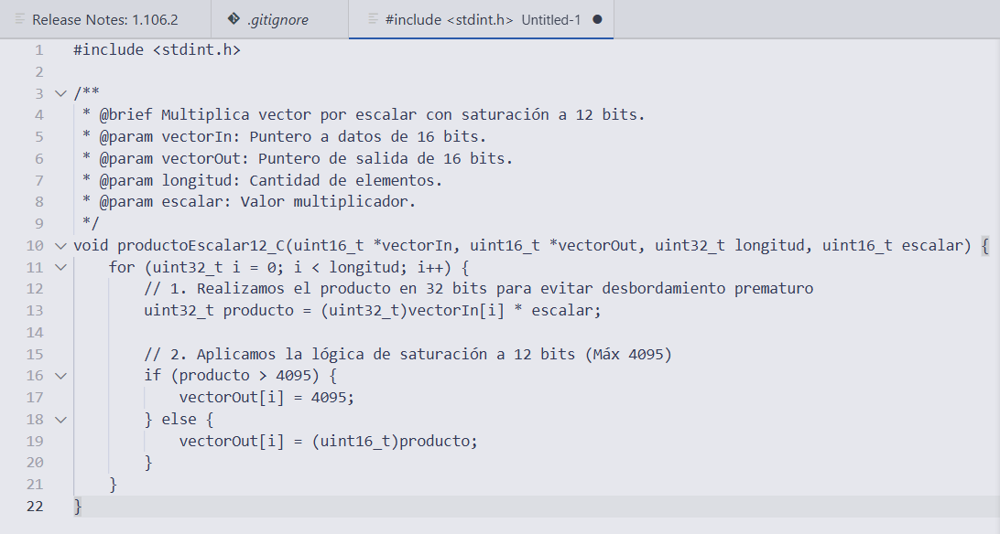 Release Notes: 1.106.2
.gitignore
#include <stdint.h> Untitled-1
1 #include <stdint.h>
2
3 /**
4  * @brief Multiplica vector por escalar con saturación a 12 bits.
5  * @param vectorIn: Puntero a datos de 16 bits.
6  * @param vectorOut: Puntero de salida de 16 bits.
7  * @param longitud: Cantidad de elementos.
8  * @param escalar: Valor multiplicador.
9  */
10 void productoEscalar12_C(uint16_t *vectorIn, uint16_t *vectorOut, uint32_t longitud, uint16_t escalar) {
11     for (uint32_t i = 0; i < longitud; i++) {
12         // 1. Realizamos el producto en 32 bits para evitar desbordamiento prematuro
13         uint32_t producto = (uint32_t)vectorIn[i] * escalar;
14
15         // 2. Aplicamos la lógica de saturación a 12 bits (Máx 4095)
16         if (producto > 4095) {
17             vectorOut[i] = 4095;
18         } else {
19             vectorOut[i] = (uint16_t)producto;
20         }
21     }
22 }